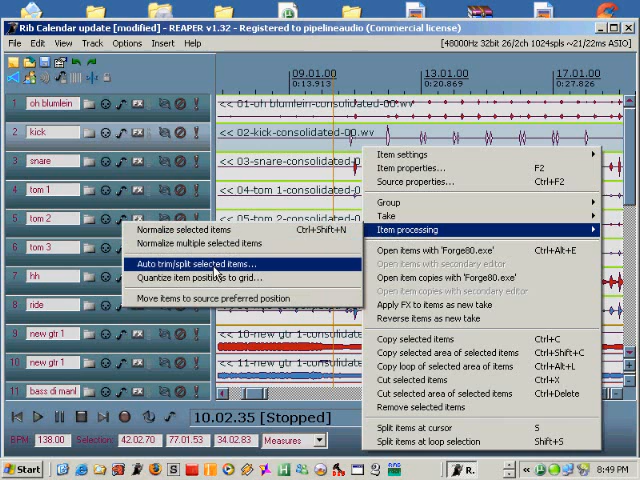 Rib Calendar update [modified] - REAPER v1.32 - Registered to pipelineaudio (Commercial license)
File Edit View Track Options Insert Help
[48000Hz 32bit 26/2ch 1024spls ~21/22ms ASIO]
09.01.00 13.01.00 17.01.00
0:13.913 0:20.869 0:27.826
1 oh blumlein
<< 01-oh blumlein-consolidated-00.wv
2 kick
<< 02-kick-consolidated-00.wv
3 snare
<< 03-snare-consolidated-0
4 tom 1
<< 04-tom 1-consolidated-0
5 tom 2
<< 05-tom 2-consolidated-0
6 tom 3
7 hh
8 ride
9 new gtr 1
<< 10-new gtr 1-consolidate
10 new gtr 1
<< 11-new gtr 1-consolidate
11 bass di manl
Item settings
Item properties... F2
Source properties... Ctrl+F2
Group
Take
Item processing
Open items with 'Forge80.exe' Ctrl+Alt+E
Open items with secondary editor
Open item copies with 'Forge80.exe'
Open item copies with secondary editor
Apply FX to items as new take
Reverse items as new take
Copy selected items Ctrl+C
Copy selected area of selected items Ctrl+Shift+C
Copy loop of selected area of items Ctrl+Alt+L
Cut selected items Ctrl+X
Cut selected area of selected items Ctrl+Delete
Remove selected items
Split items at cursor S
Split items at loop selection Shift+S
Normalize selected items Ctrl+Shift+N
Normalize multiple selected items
Auto trim/split selected items...
Quantize item positions to grid...
Move items to source preferred position
10.02.35 [Stopped]
BPM 138.00 Selection: 42.02.70 77.01.53 34.02.83 Measures
Start
R.
8:49 PM